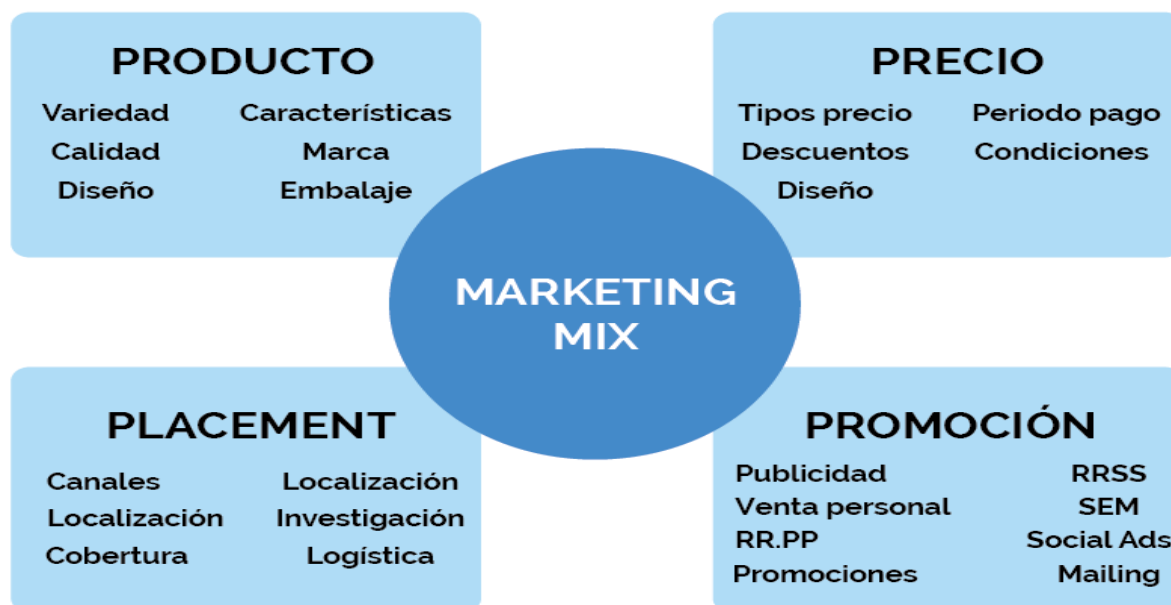 PRODUCTO
Variedad Características
Calidad Marca
Diseño Embalaje
PRECIO
Tipos precio Periodo pago
Descuentos Condiciones
Diseño
MARKETING
MIX
PLACEMENT
Canales Localización
Localización Investigación
Cobertura Logística
PROMOCIÓN
Publicidad RRSS
Venta personal SEM
RR.PP Social Ads
Promociones Mailing